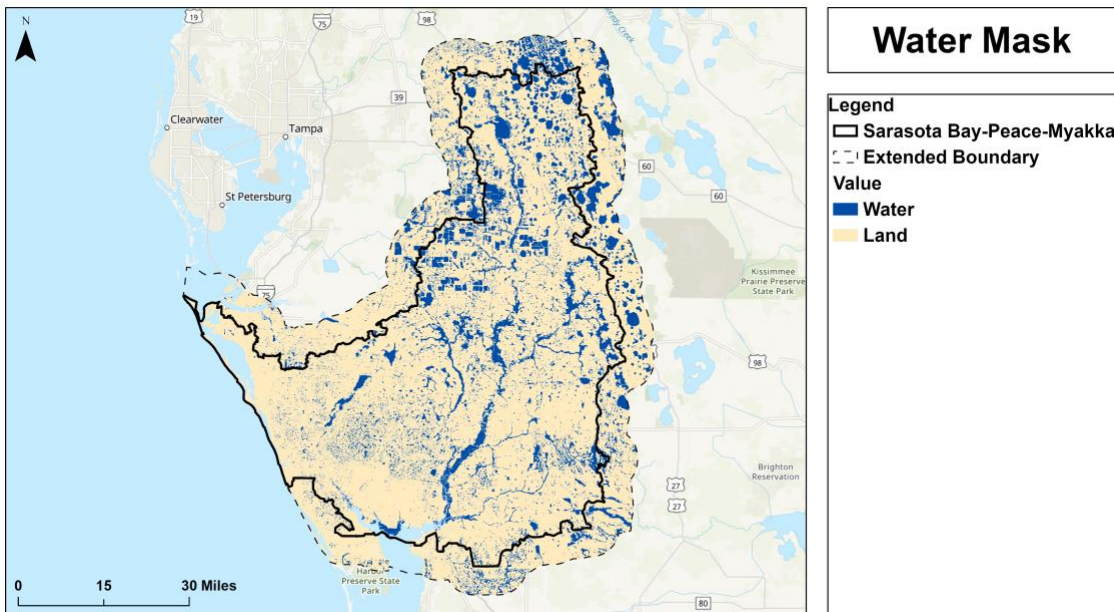 N
19
75
98
Reedy Creek
39
Clearwater
Tampa
60
St Petersburg
60
Kissimmee
Prairie Preserve
State Park
75
98
Brighton
Reservation
27
27
Preserve State
Park
80
0 15 30 Miles
Water Mask
Legend
Sarasota Bay-Peace-Myakka
Extended Boundary
Value
Water
Land